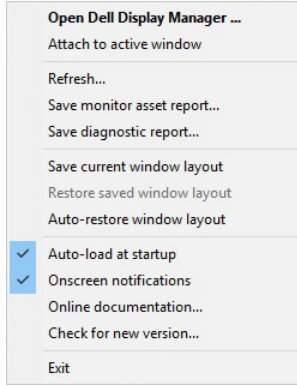 Open Dell Display Manager ...
Attach to active window
Refresh...
Save monitor asset report...
Save diagnostic report...
Save current window layout
Restore saved window layout
Auto-restore window layout
Auto-load at startup
Onscreen notifications
Online documentation...
Check for new version...
Exit